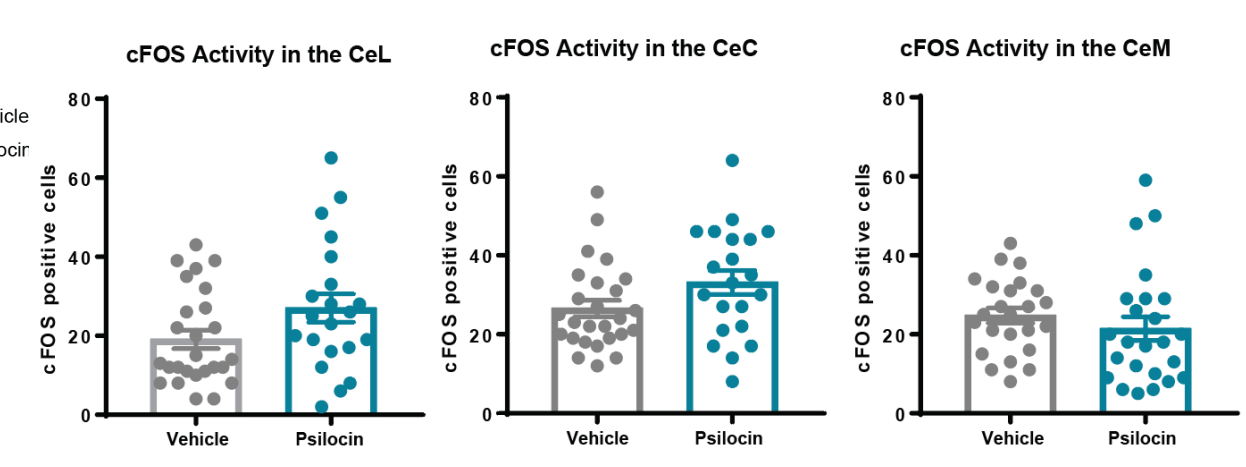 cFOS Activity in the CeL
cFOS Activity in the CeC
cFOS Activity in the CeM
icle
ocin
cFOS positive cells
80
60
40
20
0
Vehicle
Psilocin
cFOS positive cells
80
60
40
20
0
Vehicle
Psilocin
cFOS positive cells
80
60
40
20
0
Vehicle
Psilocin